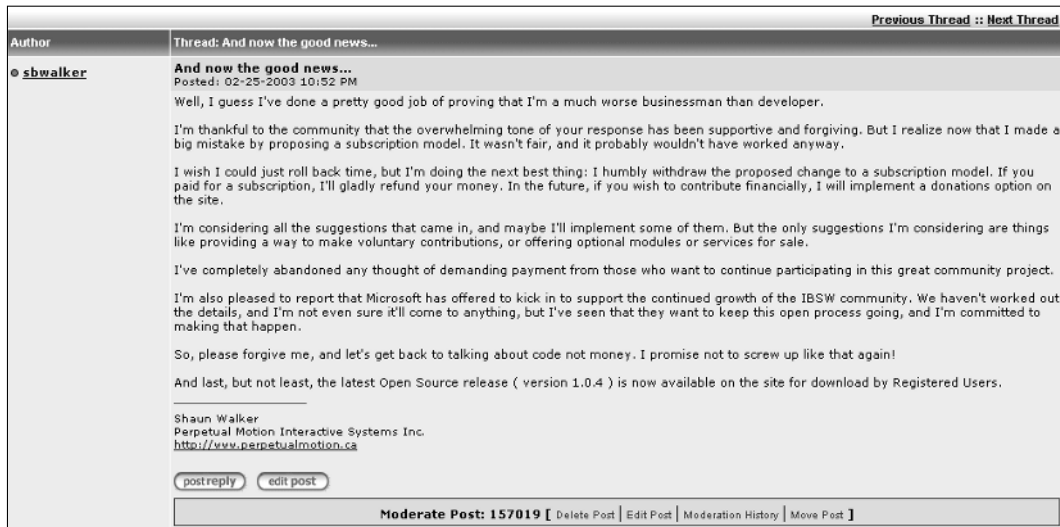 Previous Thread :: Next Thread
Author
Thread: And now the good news...
sbwalker
And now the good news...
Posted: 02-25-2003 10:52 PM
Well, I guess I've done a pretty good job of proving that I'm a much worse businessman than developer.
I'm thankful to the community that the overwhelming tone of your response has been supportive and forgiving. But I realize now that I made a
big mistake by proposing a subscription model. It wasn't fair, and it probably wouldn't have worked anyway.
I wish I could just roll back time, but I'm doing the next best thing: I humbly withdraw the proposed change to a subscription model. If you
paid for a subscription, I'll gladly refund your money. In the future, if you wish to contribute financially, I will implement a donations option on
the site.
I'm considering all the suggestions that came in, and maybe I'll implement some of them. But the only suggestions I'm considering are things
like providing a way to make voluntary contributions, or offering optional modules or services for sale.
I've completely abandoned any thought of demanding payment from those who want to continue participating in this great community project.
I'm also pleased to report that Microsoft has offered to kick in to support the continued growth of the IBSW community. We haven't worked out
the details, and I'm not even sure it'll come to anything, but I've seen that they want to keep this open process going, and I'm committed to
making that happen.
So, please forgive me, and let's get back to talking about code not money. I promise not to screw up like that again!
And last, but not least, the latest Open Source release ( version 1.0.4 ) is now available on the site for download by Registered Users.
Shaun Walker
Perpetual Motion Interactive Systems Inc.
http://www.perpetualmotion.ca
post reply
edit post
Moderate Post: 157019 [ Delete Post | Edit Post | Moderation History | Move Post ]